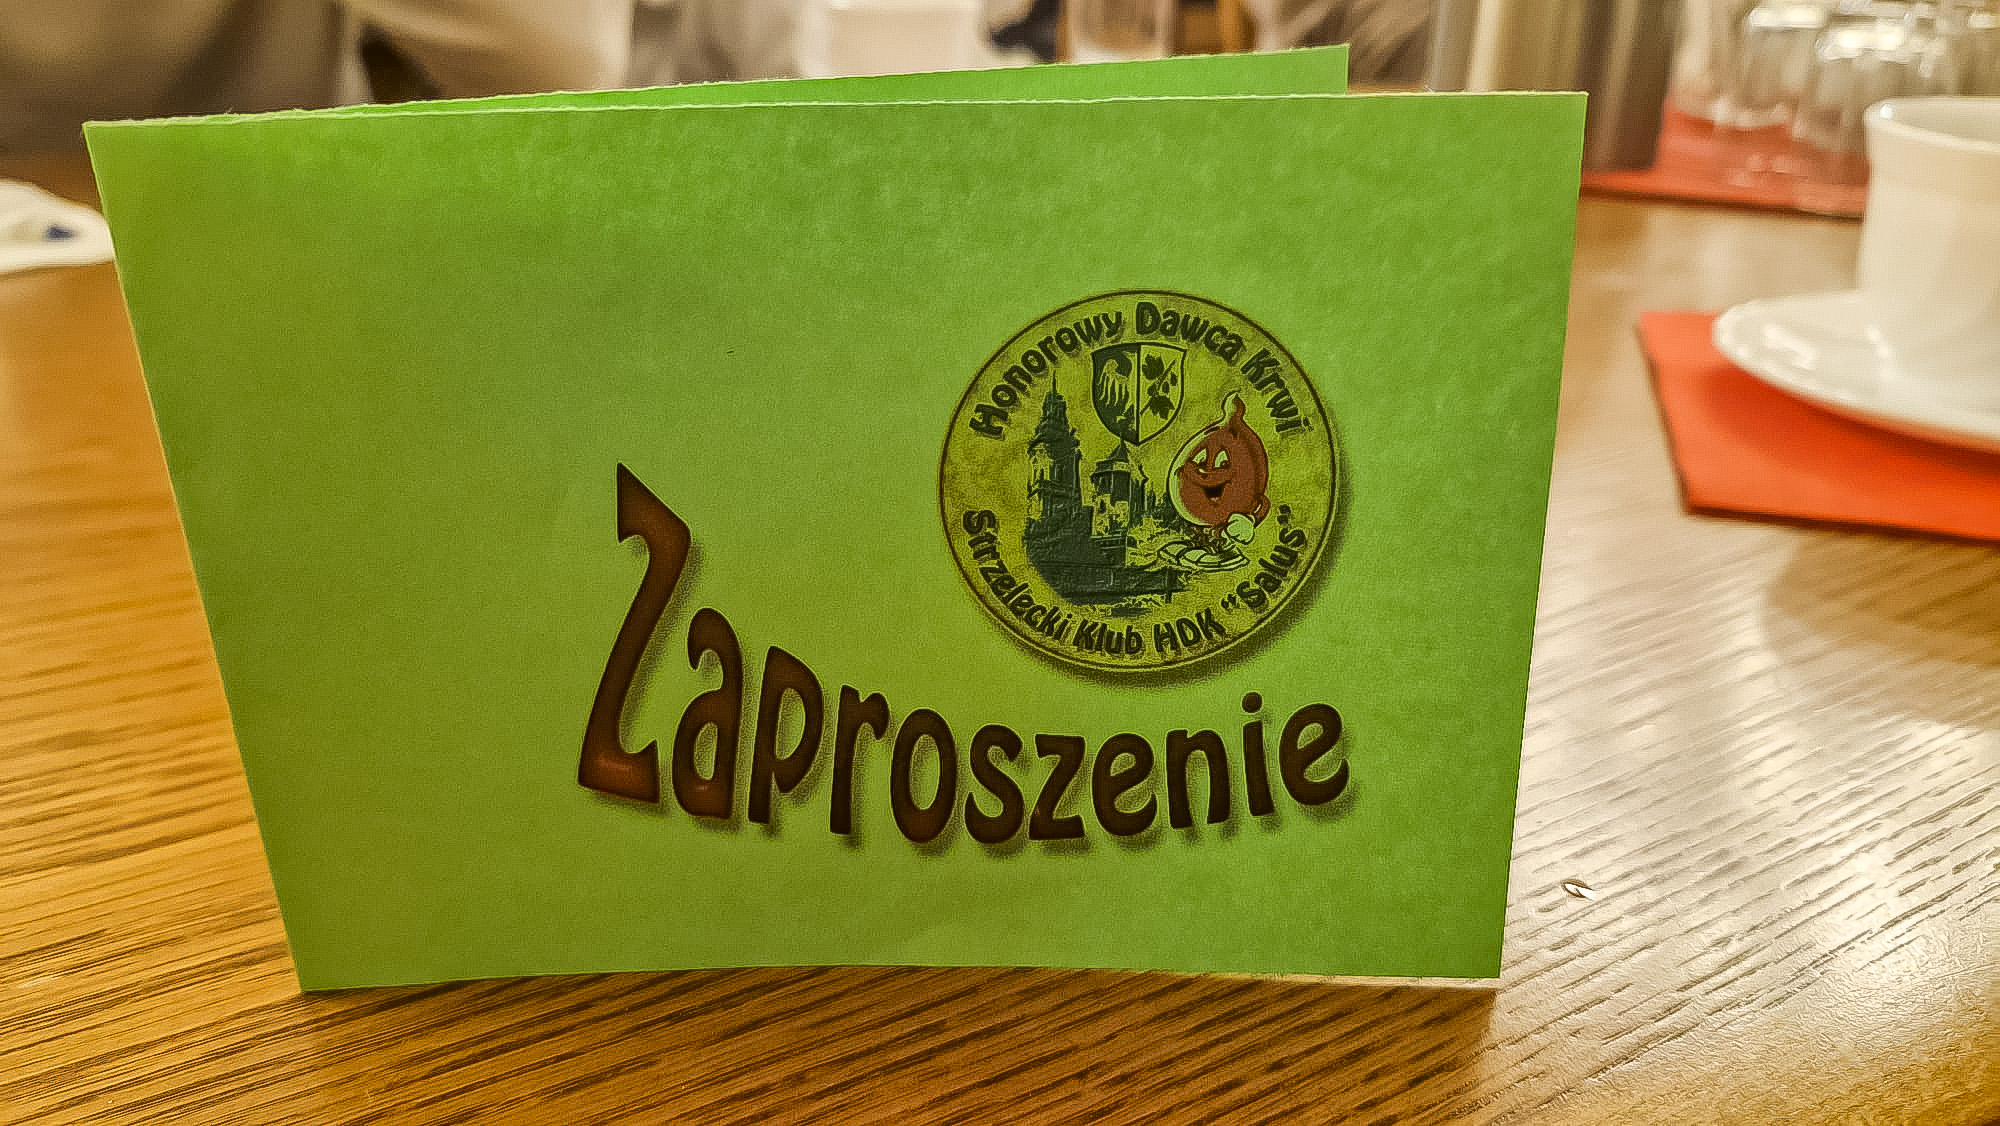 Honorowy Dawca Krwi
Strzelecki Klub HDK "Salus"
Zaproszenie